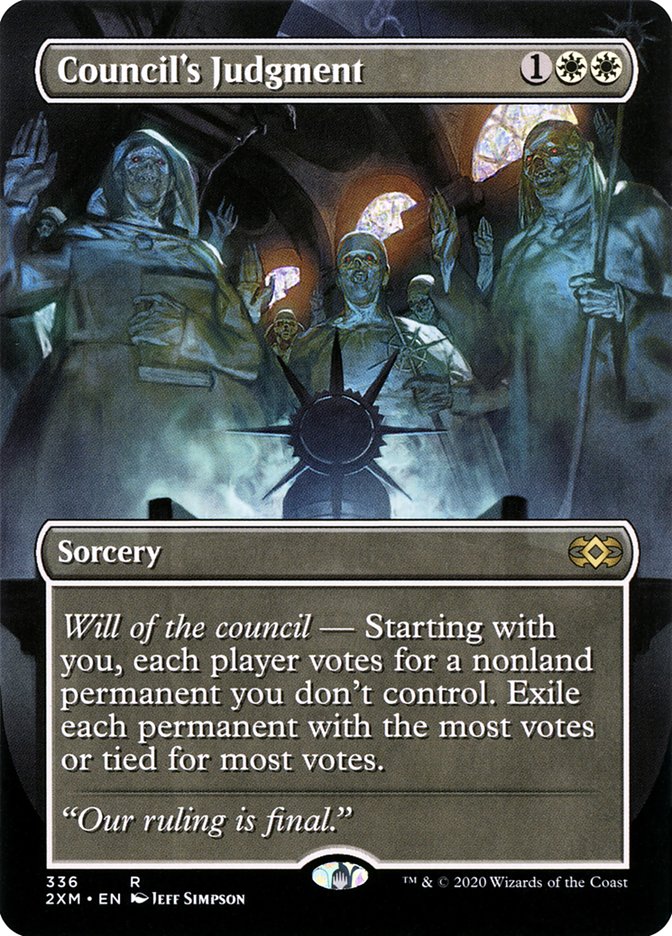 Council's Judgment 1
Sorcery
Will of the council — Starting with
you, each player votes for a nonland
permanent you don't control. Exile
each permanent with the most votes
or tied for most votes.
"Our ruling is final."
336 R
2XM • EN Jeff Simpson
™ & © 2020 Wizards of the Coast